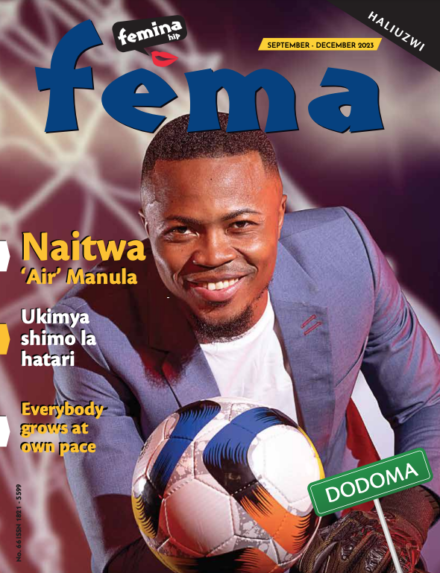 femina
hip
SEPTEMBER - DECEMBER 2023
HALIUZWI
fema
Naitwa
'Air' Manula
Ukimya
shimo la
hatari
Everybody
grows at
own pace
DODOMA